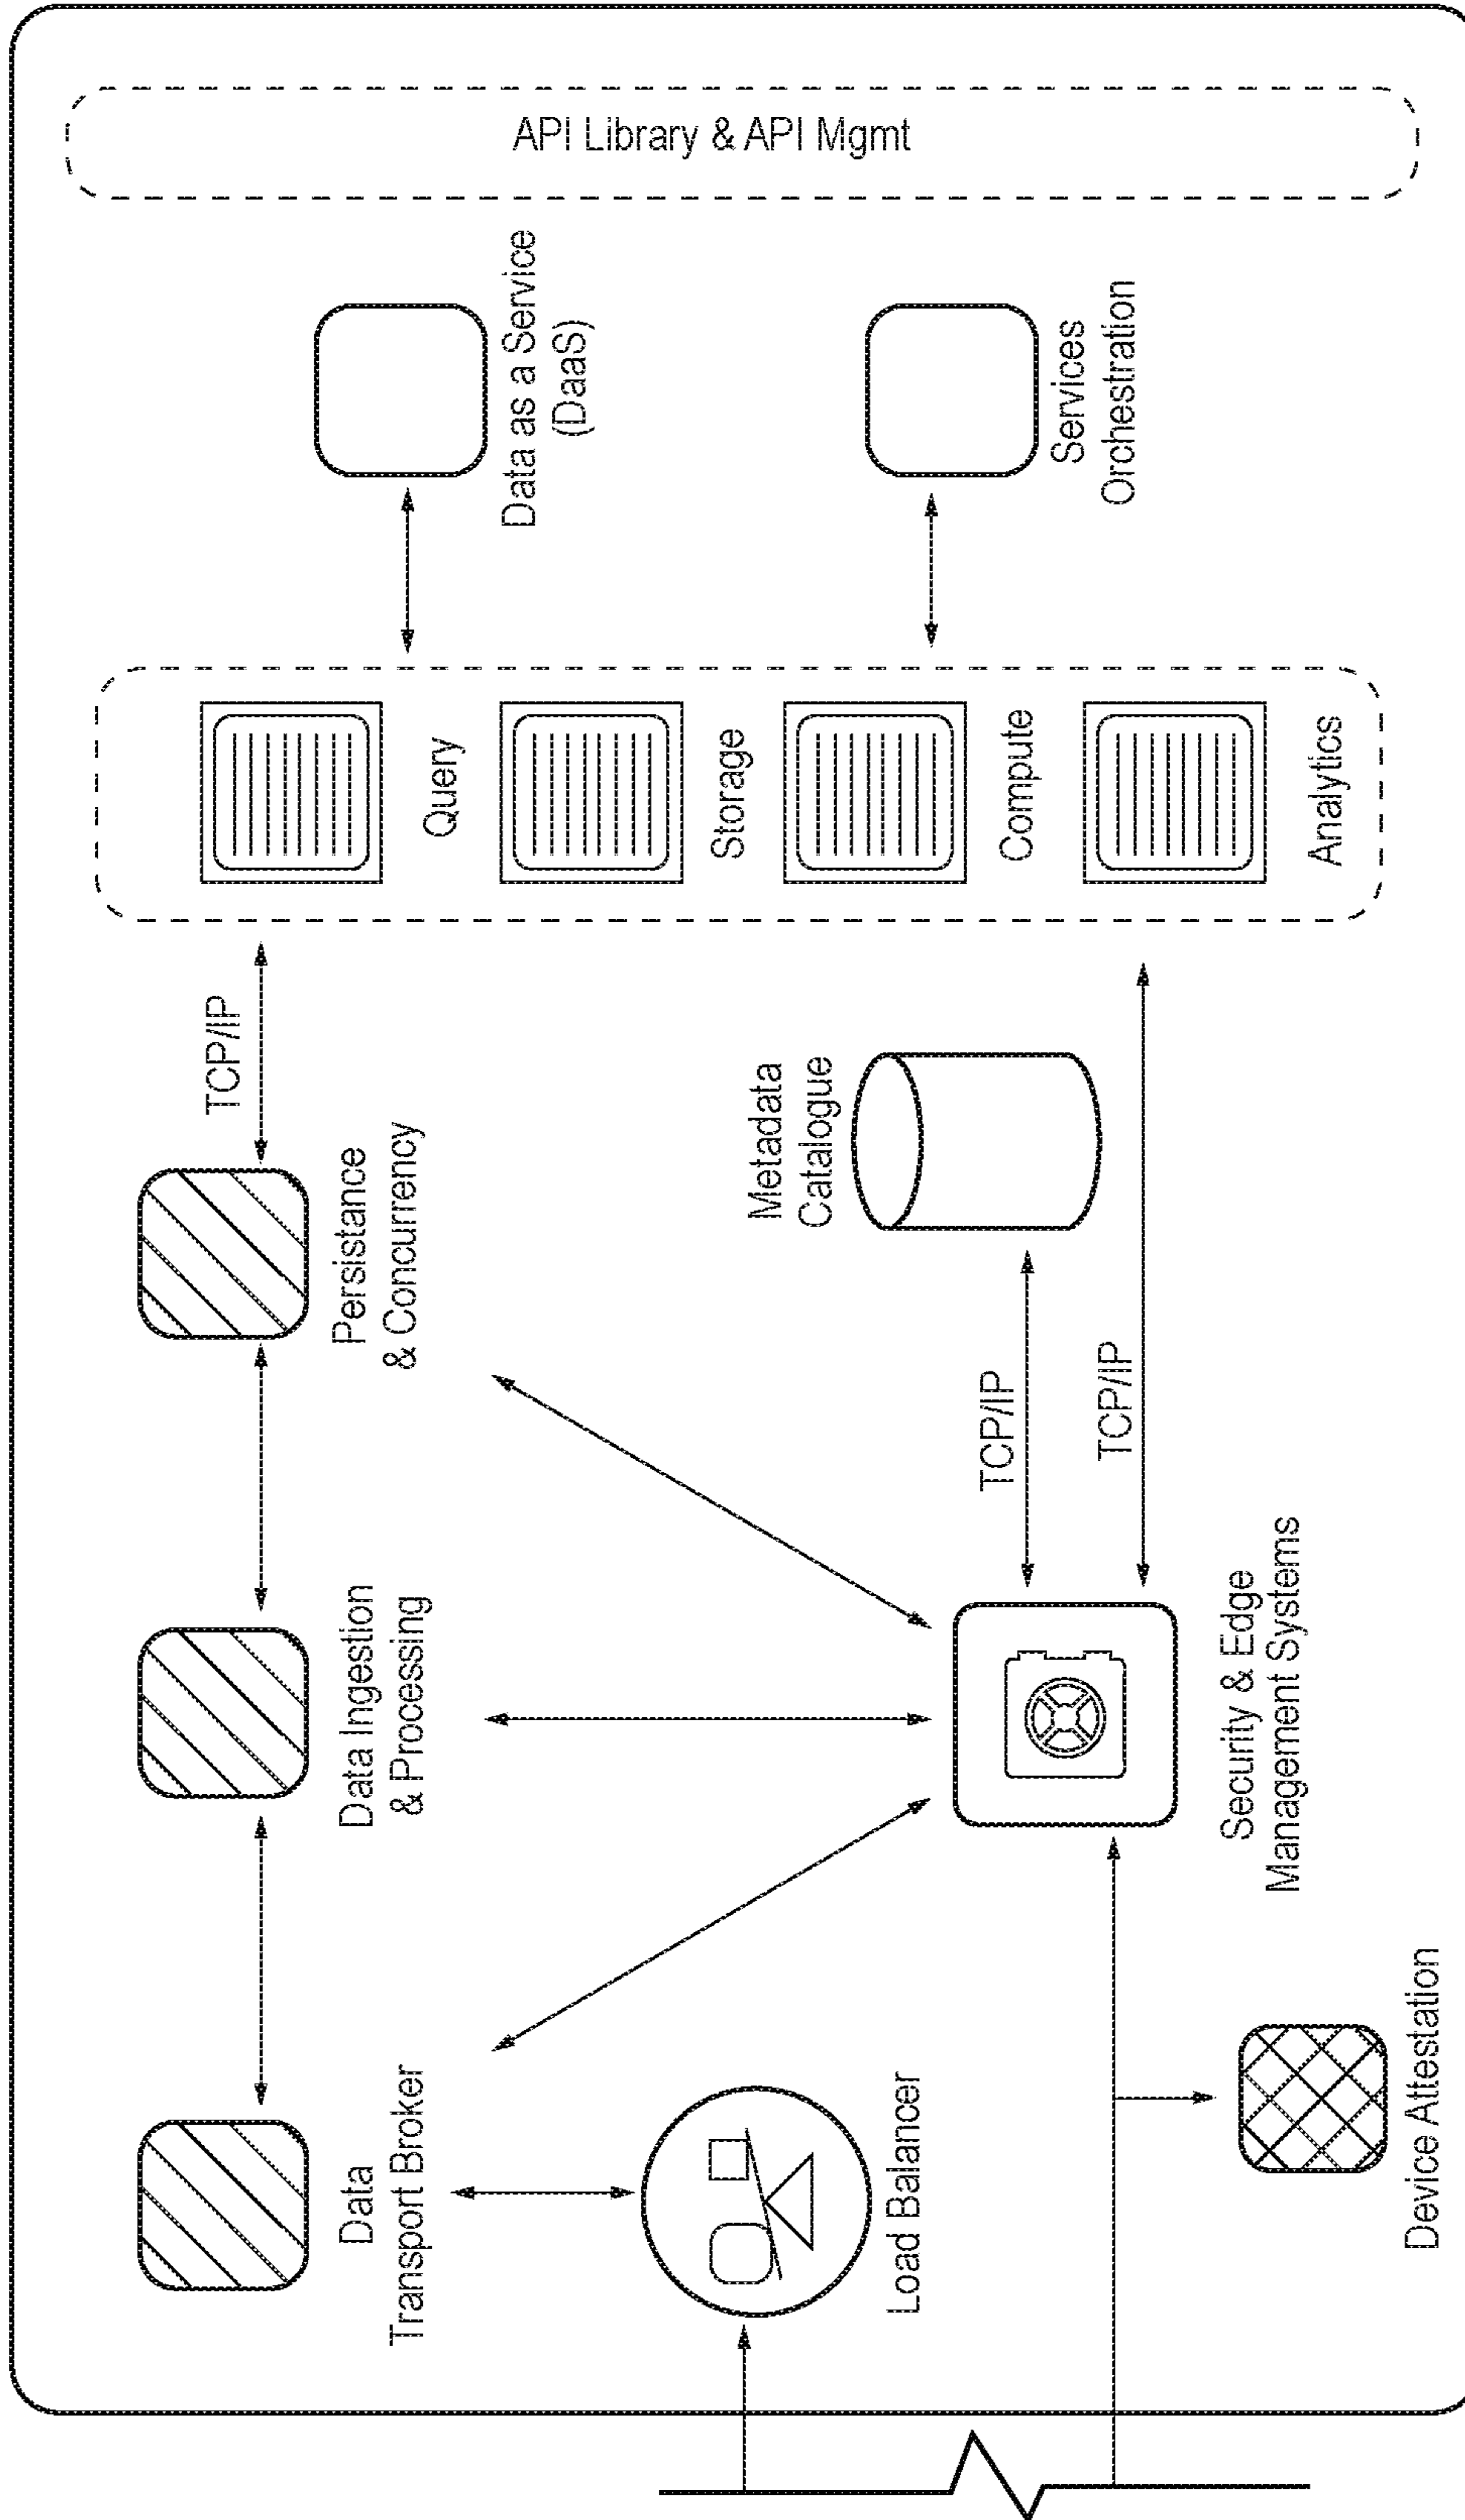 Data
Transport Broker
Data Ingestion
& Processing
Persistance
& Concurrency
TCP/IP
Query
Storage
Compute
Analytics
Data as a Service
(DaaS)
Services
Orchestration
API Library & API Mgmt
Load Balancer
Metadata
Catalogue
TCP/IP
TCP/IP
Security & Edge
Management Systems
Device Attestation